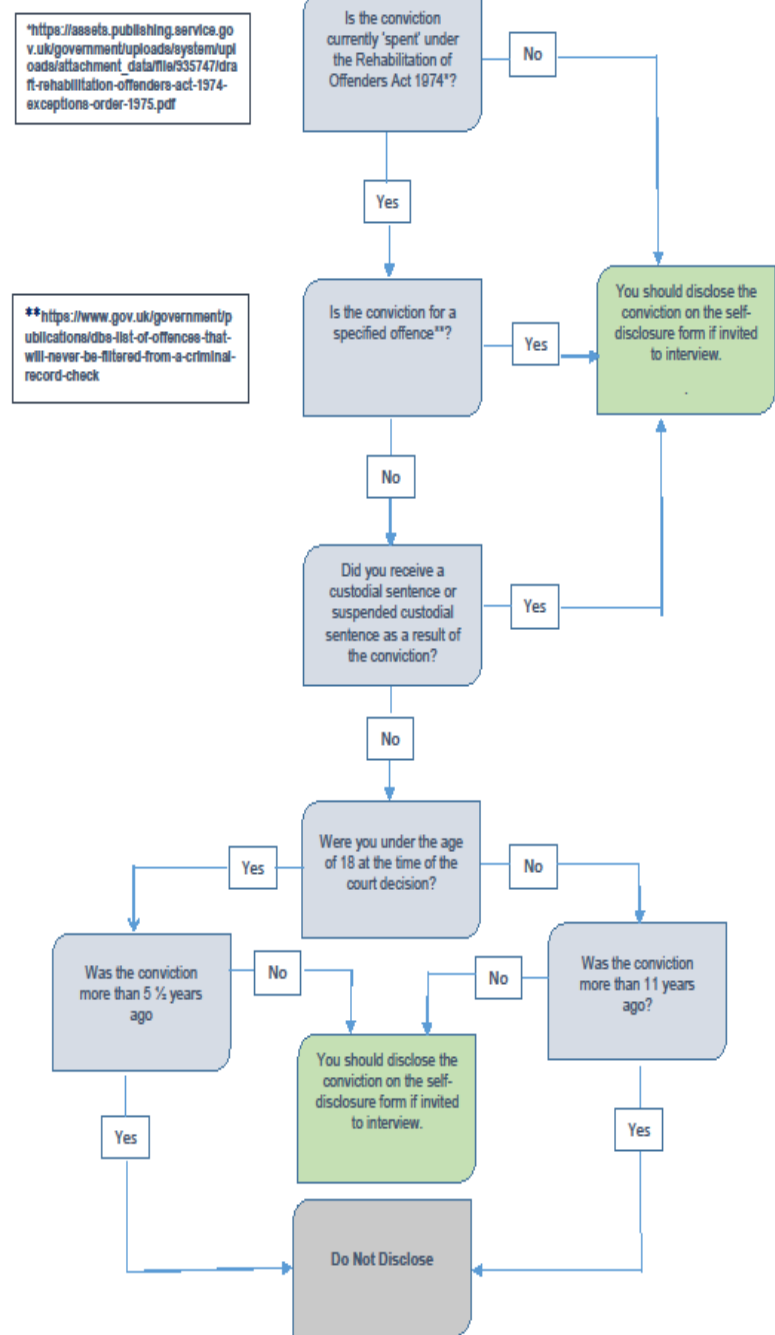 *https://assets.publishing.service.go
v.uk/government/uploads/system/upl
oads/attachment_data/file/935747/dra
ft-rehabilitation-offenders-act-1974-
exceptions-order-1975.pdf
Is the conviction
currently 'spent' under
the Rehabilitation of
Offenders Act 1974*?
No
Yes
**https://www.gov.uk/government/p
ublications/dbs-list-of-offences-that-
will-never-be-filtered-from-a-criminal-
record-check
Is the conviction for a
specified offence**?
Yes
You should disclose the
conviction on the self-
disclosure form if invited
to interview.
.
No
Did you receive a
custodial sentence or
suspended custodial
sentence as a result of
the conviction?
Yes
No
Were you under the age
of 18 at the time of the
court decision?
Yes
No
Was the conviction
more than 5 ½ years
ago
No
No
Was the conviction
more than 11 years
ago?
You should disclose the
conviction on the self-
disclosure form if invited
to interview.
Yes
Yes
Do Not Disclose